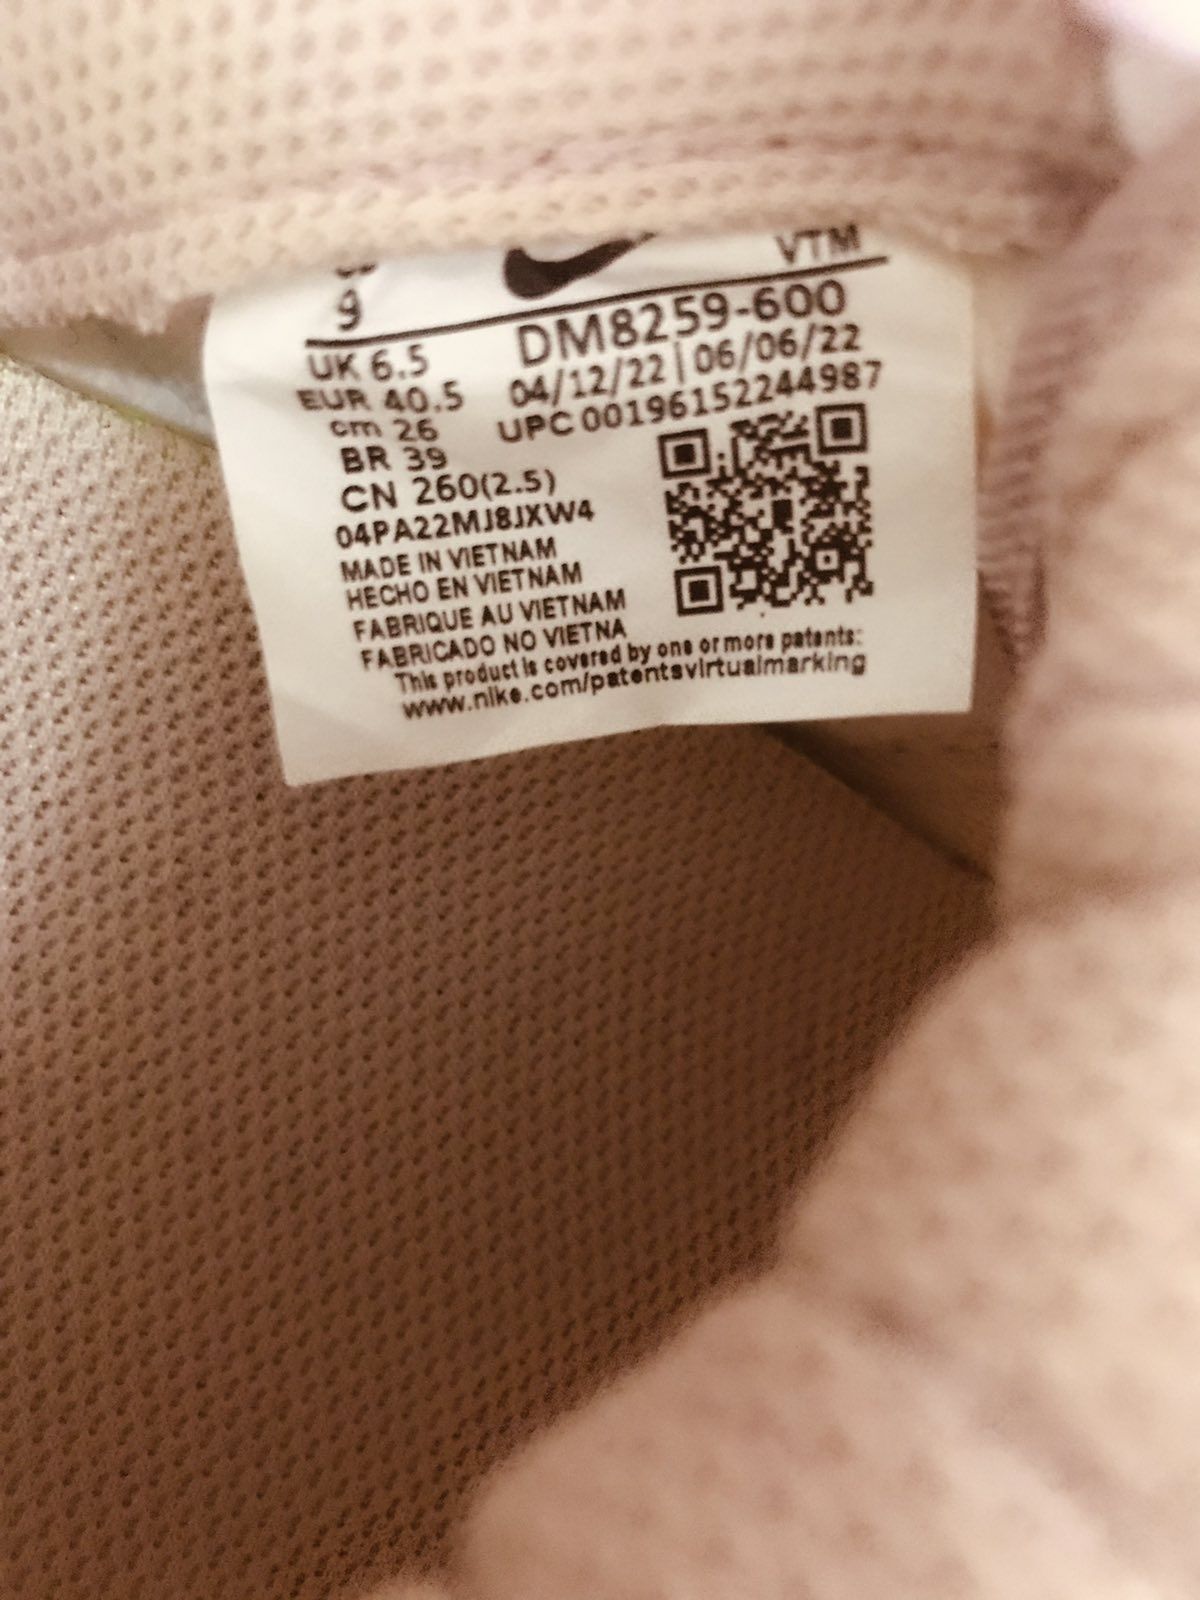 VTM
9
DM8259-600
UK 6.5
04/12/22 | 06/06/22
EUR 40.5
UPC 00196152244987
cm 26
BR 39
CN 260(2.5)
04PA22MJ8JXW4
MADE IN VIETNAM
HECHO EN VIETNAM
FABRIQUE AU VIETNAM
FABRICADO NO VIETNA
This product is covered by one or more patents:
www.nike.com/patentsvirtualmarking